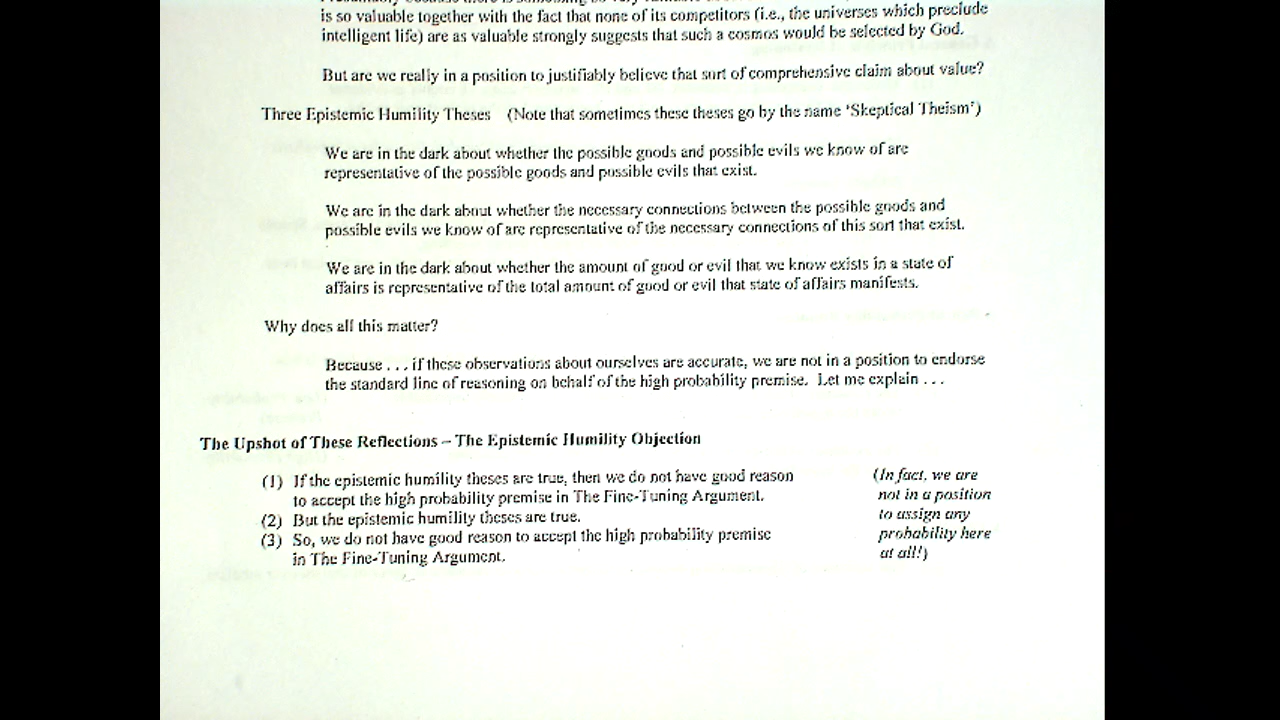 is so valuable together with the fact that none of its competitors (i.e., the universes which preclude
intelligent life) are as valuable strongly suggests that such a cosmos would be selected by God.
But are we really in a position to justifiably believe that sort of comprehensive claim about value?
Three Epistemic Humility Theses (Note that sometimes these theses go by the name ‘Skeptical Theism’)
We are in the dark about whether the possible goods and possible evils we know of are
representative of the possible goods and possible evils that exist.
We are in the dark about whether the necessary connections between the possible goods and
possible evils we know of are representative of the necessary connections of this sort that exist.
We are in the dark about whether the amount of good or evil that we know exists in a state of
affairs is representative of the total amount of good or evil that state of affairs manifests.
Why does all this matter?
Because . . . if these observations about ourselves are accurate, we are not in a position to endorse
the standard line of reasoning on behalf of the high probability premise. Let me explain . . .
The Upshot of These Reflections – The Epistemic Humility Objection
(1) If the epistemic humility theses are true, then we do not have good reason
to accept the high probability premise in The Fine-Tuning Argument.
(2) But the epistemic humility theses are true.
(3) So, we do not have good reason to accept the high probability premise
in The Fine-Tuning Argument.
(In fact, we are
not in a position
to assign any
probability here
at all!)